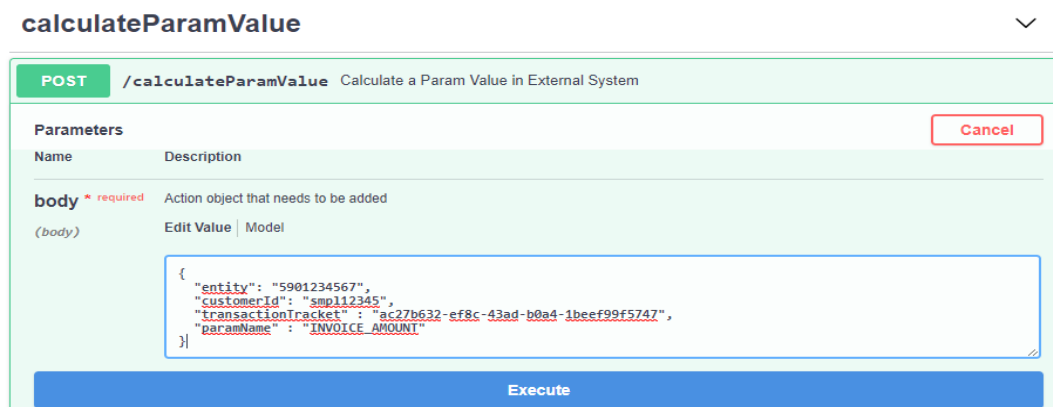 calculateParamValue
POST /calculateParamValue Calculate a Param Value in External System
Parameters Cancel
Name Description
body * required Action object that needs to be added
(body) Edit Value | Model
{
"entity": "5901234567",
"customerId": "smpl12345",
"transactionTracket" : "ac27b632-ef8c-43ad-b0a4-1beef99f5747",
"paramName" : "INVOICE_AMOUNT"
}
Execute